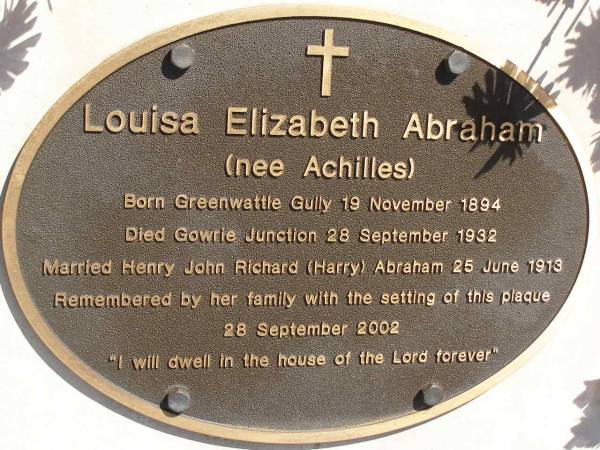 Louisa Elizabeth Abraham
(nee Achilles)
Born Greenwattle Gully 19 November 1894
Died Gowrie Junction 28 September 1932
Married Henry John Richard (Harry) Abraham 25 June 1913
Remembered by her family with the setting of this plaque
28 September 2002
"I will dwell in the house of the Lord forever"